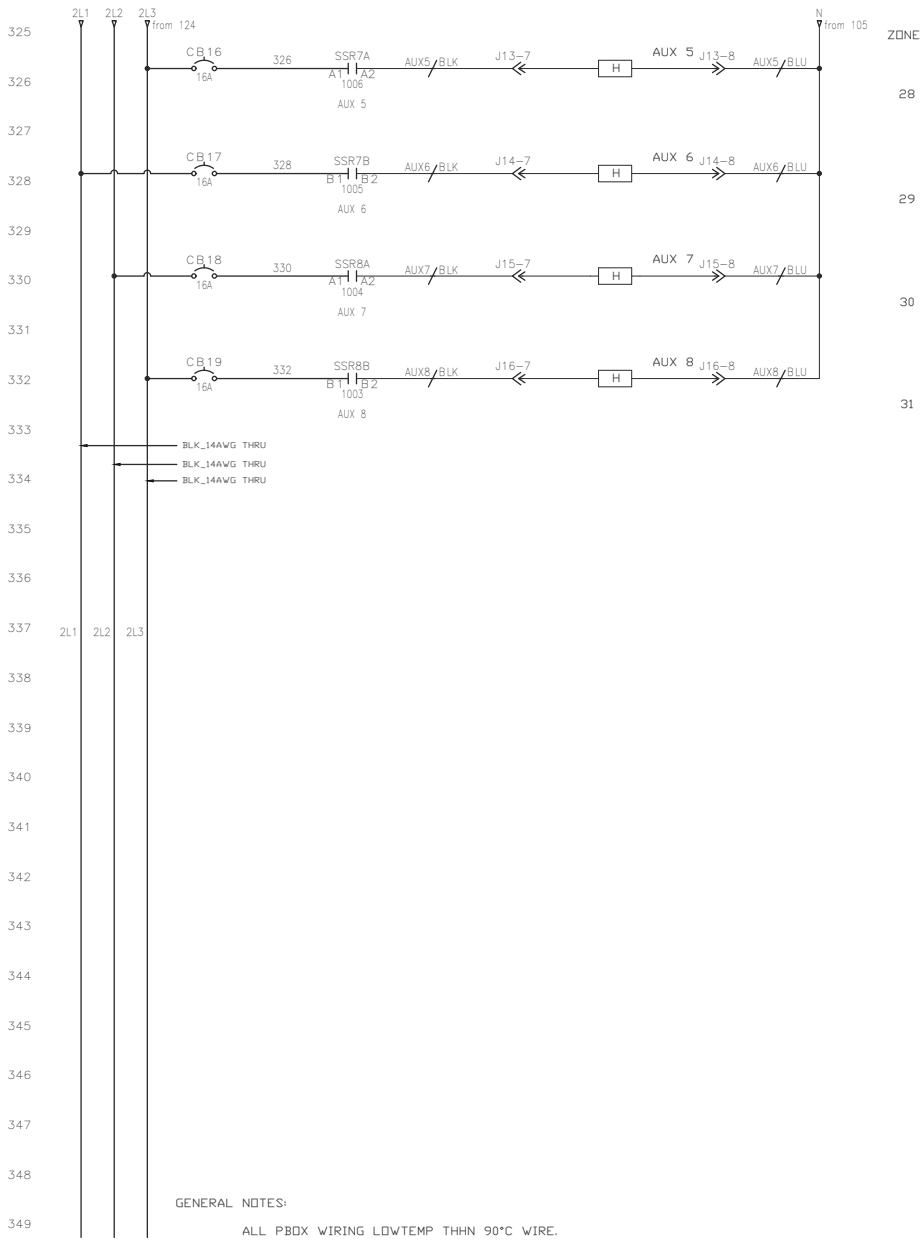 2L1 2L2 2L3 N
from 124 from 105
325 ZONE
CB16 326 SSR7A AUX5 BLK J13-7 AUX 5 J13-8 AUX5 BLU
H
326 16A A1 A2
1006
AUX 5
28
327
CB17 328 SSR7B AUX6 BLK J14-7 AUX 6 J14-8 AUX6 BLU
H
328 16A B1 B2
1005
AUX 6
29
329
CB18 330 SSR8A AUX7 BLK J15-7 AUX 7 J15-8 AUX7 BLU
H
330 16A A1 A2
1004
AUX 7
30
331
CB19 332 SSR8B AUX8 BLK J16-7 AUX 8 J16-8 AUX8 BLU
H
332 16A B1 B2
1003
AUX 8
31
333
BLK_14AWG THRU
BLK_14AWG THRU
334 BLK_14AWG THRU
335
336
337 2L1 2L2 2L3
338
339
340
341
342
343
344
345
346
347
348
GENERAL NOTES:
349 ALL PBOX WIRING LOWTEMP THHN 90°C WIRE.